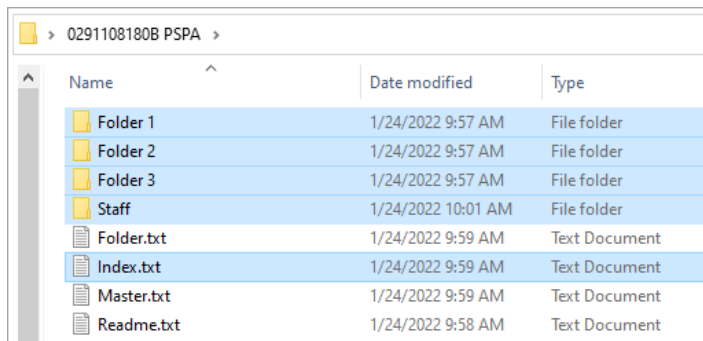 0291108180B PSPA
Name Date modified Type
Folder 1 1/24/2022 9:57 AM File folder
Folder 2 1/24/2022 9:57 AM File folder
Folder 3 1/24/2022 9:57 AM File folder
Staff 1/24/2022 10:01 AM File folder
Folder.txt 1/24/2022 9:59 AM Text Document
Index.txt 1/24/2022 9:59 AM Text Document
Master.txt 1/24/2022 9:59 AM Text Document
Readme.txt 1/24/2022 9:58 AM Text Document